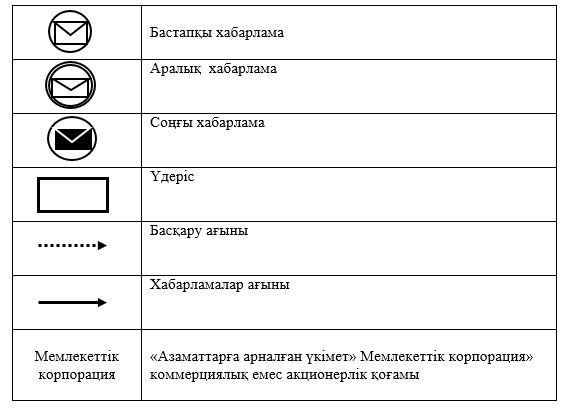 Бастапқы хабарлама
Аралық хабарлама
Соңғы хабарлама
Үдеріс
Басқару ағыны
Хабарламалар ағыны
Мемлекеттік
корпорация
«Азаматтарға арналған үкімет» Мемлекеттік корпорация»
коммерциялық емес акционерлік қоғамы